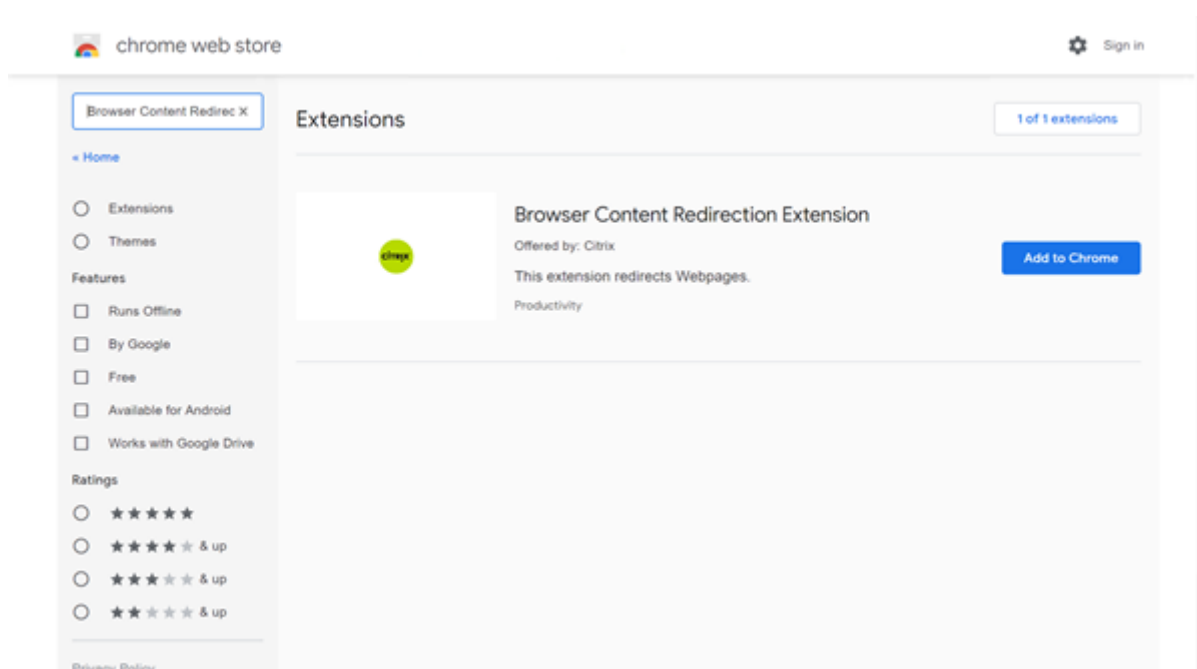 chrome web store
Sign in
Browser Content Redirec ×
« Home
Extensions
Themes
Features
Runs Offline
By Google
Free
Available for Android
Works with Google Drive
Ratings
& up
& up
& up
Privacy Policy
Extensions
1 of 1 extensions
citrix
Browser Content Redirection Extension
Offered by: Citrix
This extension redirects Webpages.
Productivity
Add to Chrome